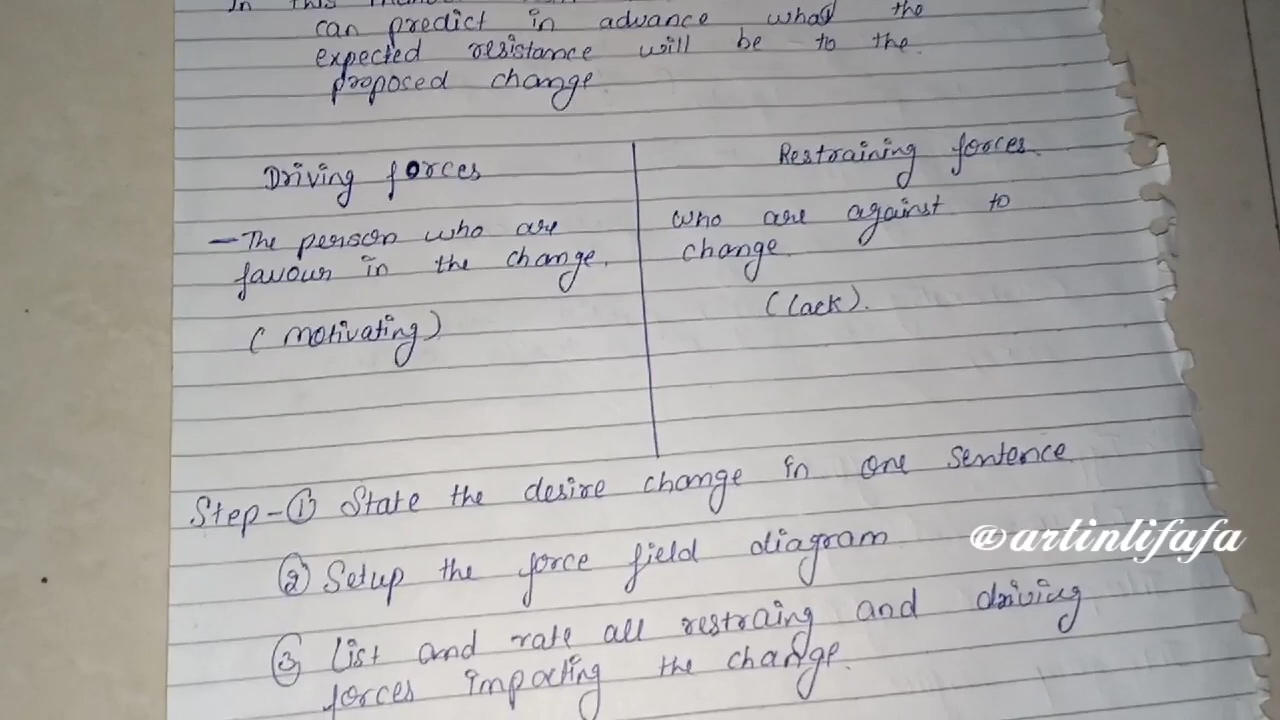 In this
can predict in advance what the
expected resistance will be to the.
proposed change
Driving forces
— The person who are
favour in the change.
( Motivating )
Restraining forces.
who are against to
change.
( Lack ).
Step-① State the desire change in one sentence
② Setup the force field diagram
③ List and rate all restraing and driving
forces impacting the change.
@artinlifafa